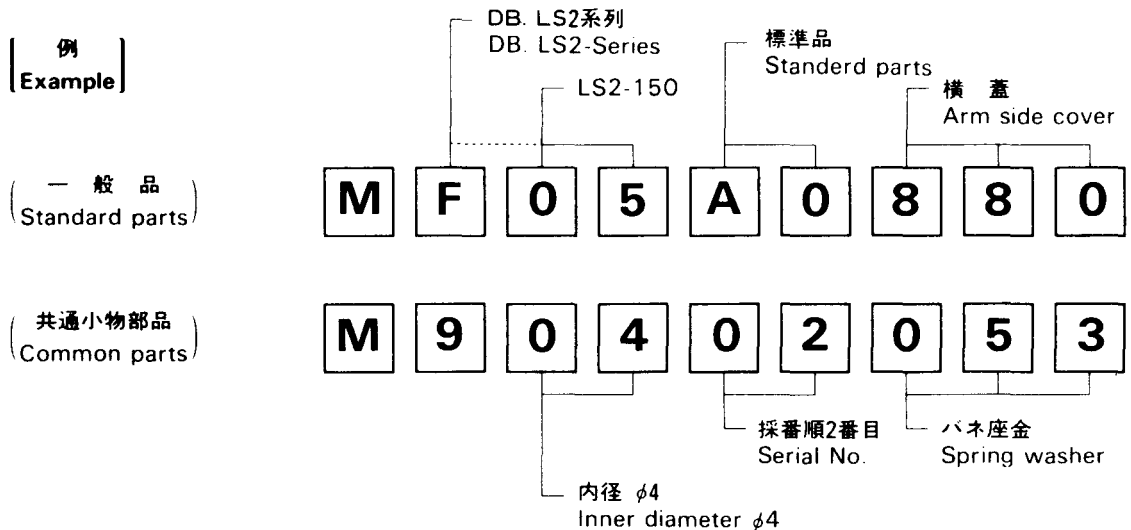 例
Example
DB. LS2系列
DB. LS2-Series
LS2-150
標準品
Standerd parts
横 蓋
Arm side cover
一 般 品
Standard parts
M F 0 5 A 0 8 8 0
共通小物部品
Common parts
M 9 0 4 0 2 0 5 3
採番順2番目
Serial No.
バネ座金
Spring washer
内径 φ4
Inner diameter φ4